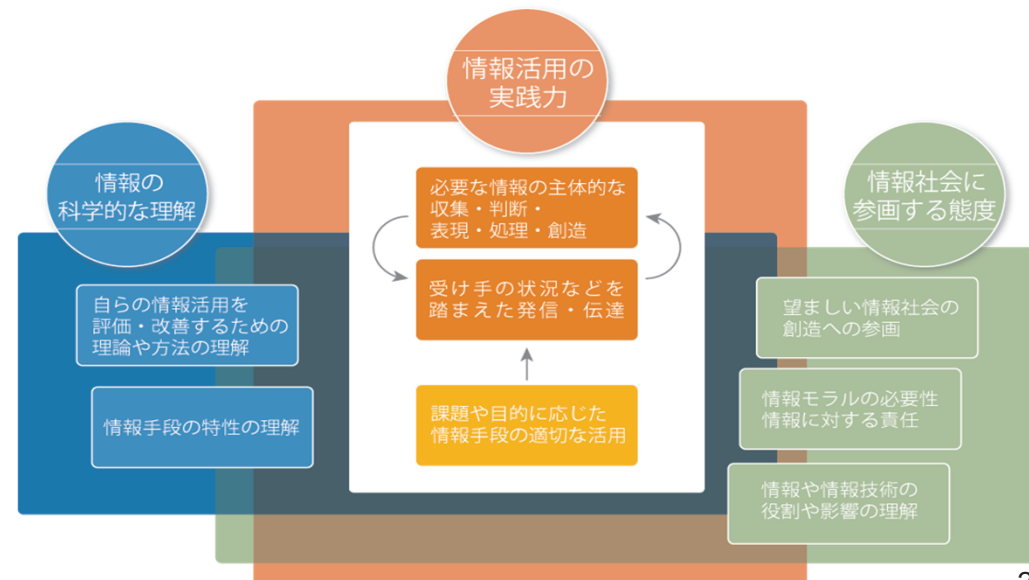 情報活用の
実践力
情報の
科学的な理解
情報社会に
参画する態度
必要な情報の主体的な
収集・判断・
表現・処理・創造
受け手の状況などを
踏まえた発信・伝達
課題や目的に応じた
情報手段の適切な活用
自らの情報活用を
評価・改善するための
理論や方法の理解
情報手段の特性の理解
望ましい情報社会の
創造への参画
情報モラルの必要性
情報に対する責任
情報や情報技術の
役割や影響の理解